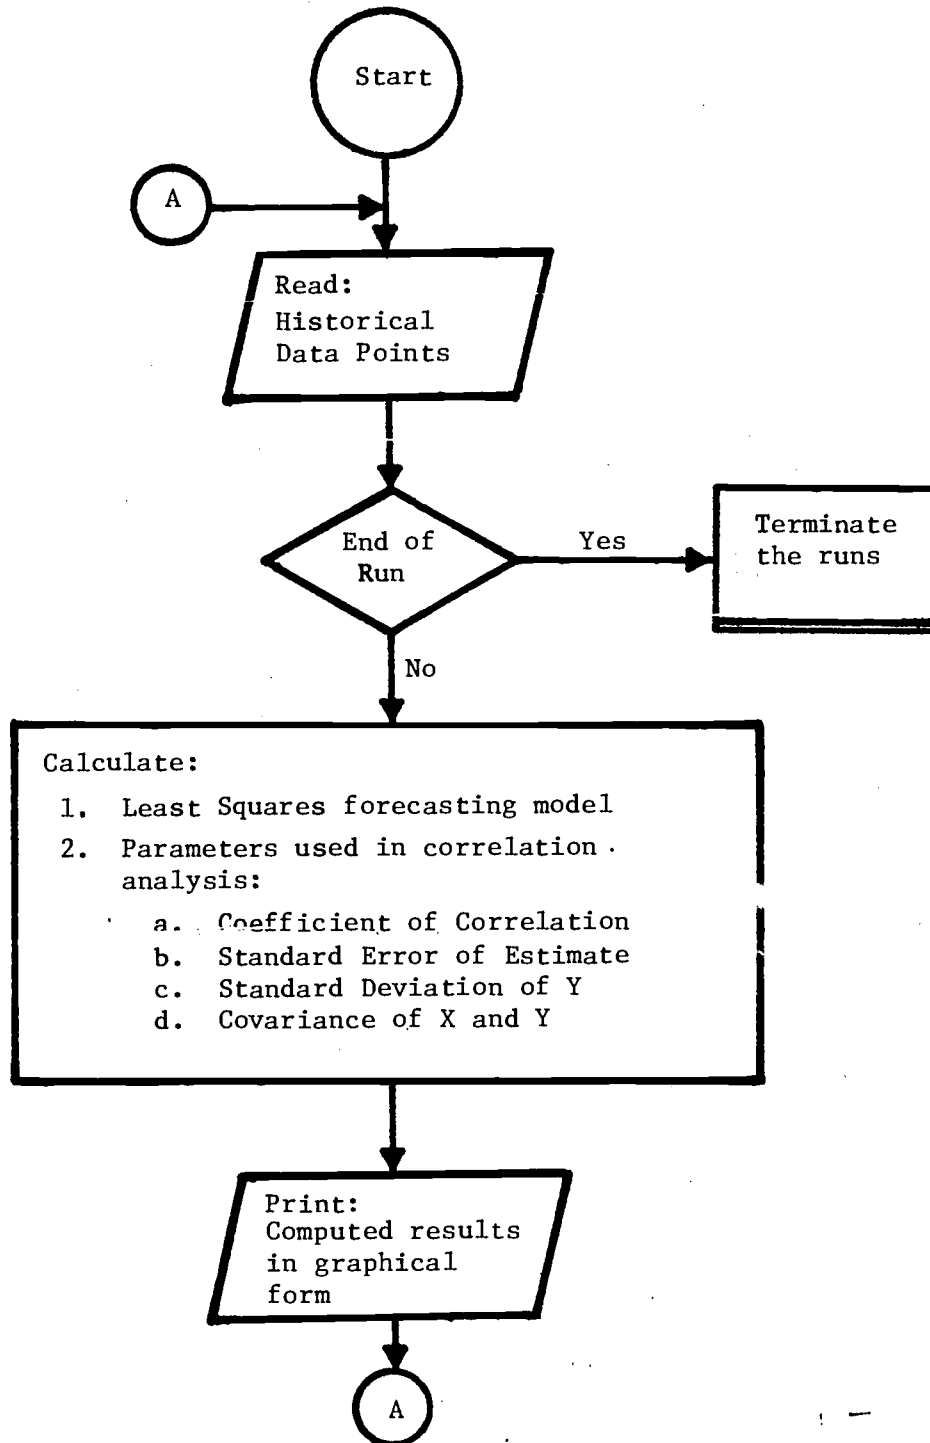 Start
A
Read:
Historical
Data Points
End of
Run
Yes
Terminate
the runs
No
Calculate:
1. Least Squares forecasting model
2. Parameters used in correlation
analysis:
a. Coefficient of Correlation
b. Standard Error of Estimate
c. Standard Deviation of Y
d. Covariance of X and Y
Print:
Computed results
in graphical
form
A